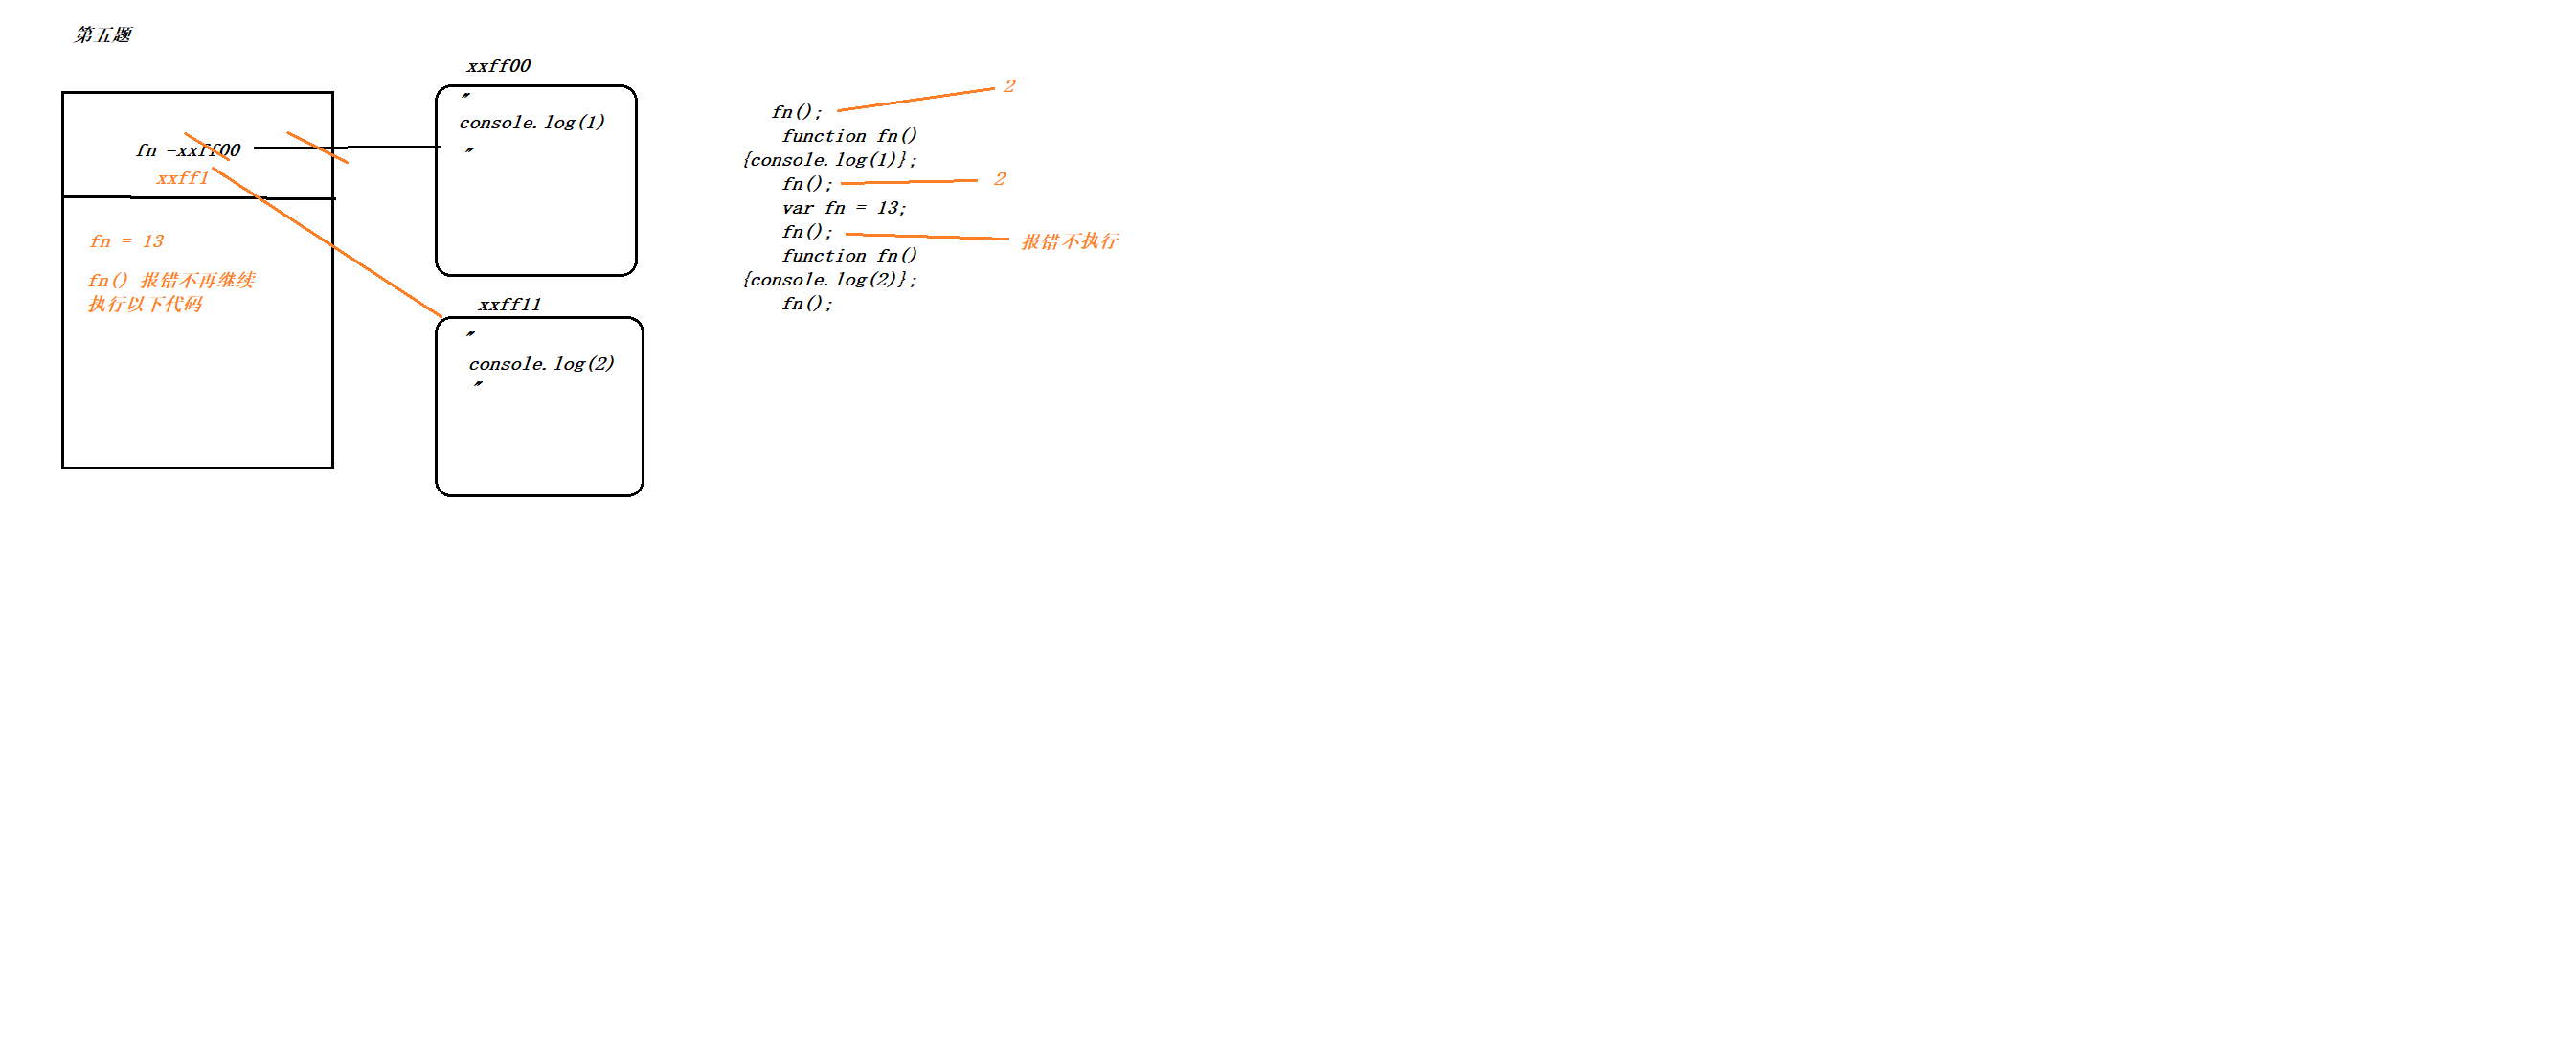 第五题
xxff00
"
console.log(1)
"
fn =xxff00
xxff1
fn = 13
fn() 报错不再继续
执行以下代码
xxff11
"
console.log(2)
"
fn();
2
function fn()
{console.log(1)};
fn();
2
var fn = 13;
fn();
报错不执行
function fn()
{console.log(2)};
fn();